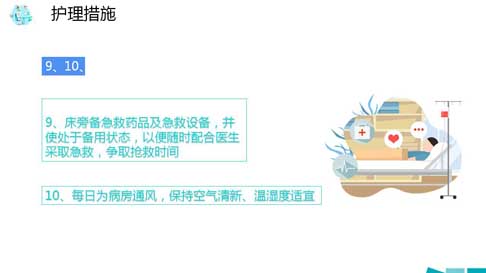 护理措施
9、10、
9、床旁备急救药品及急救设备，并
使处于备用状态，以便随时配合医生
采取急救，争取抢救时间
10、每日为病房通风，保持空气清新、温湿度适宜